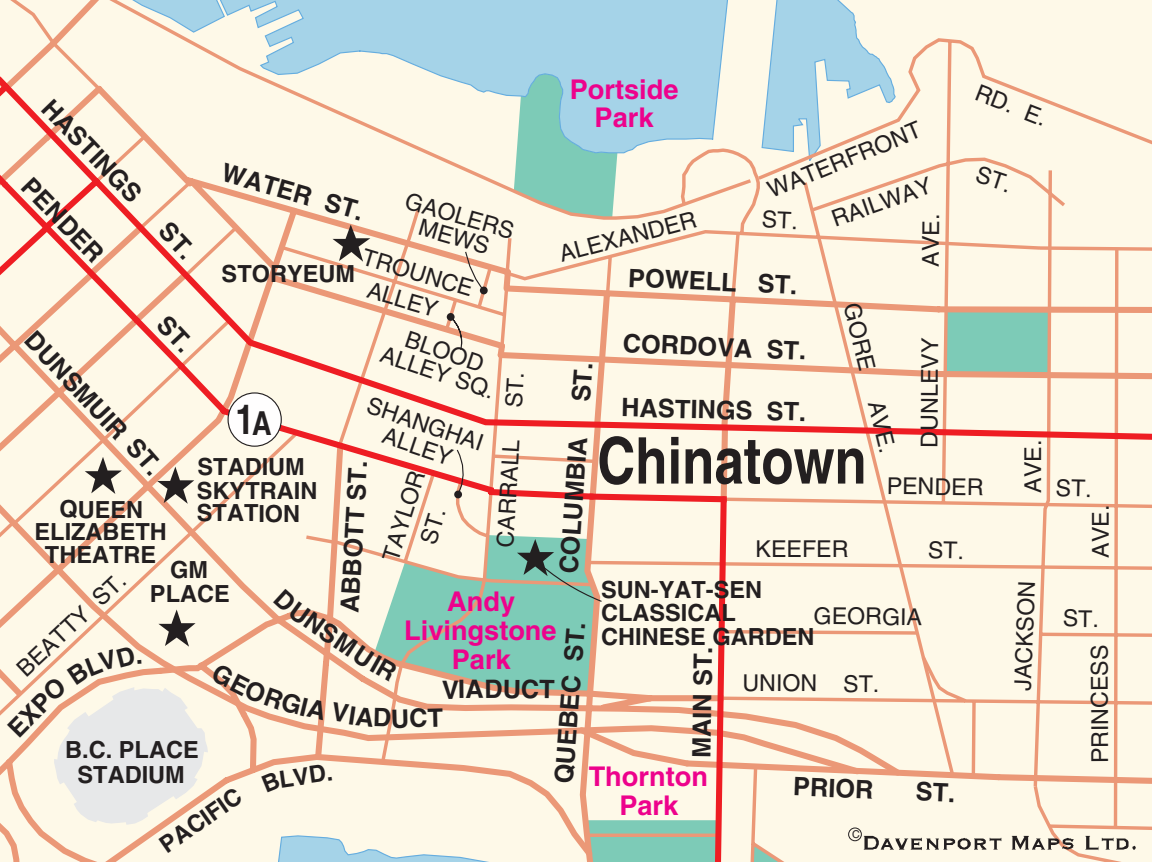 Portside
Park
RD. E.
WATERFRONT
RAILWAY ST.
WATER ST.
GAOLERS
MEWS
ALEXANDER ST.
HASTINGS ST.
PENDER ST.
STORYEUM
TROUNCE
ALLEY
POWELL ST.
BLOOD
ALLEY SQ.
CORDOVA ST.
GORE AVE.
DUNLEVY AVE.
HASTINGS ST.
DUNSMUIR ST.
1A
SHANGHAI
ALLEY
CARRALL ST.
COLUMBIA ST.
Chinatown
PENDER ST.
STADIUM
SKYTRAIN
STATION
QUEEN
ELIZABETH
THEATRE
ABBOTT ST.
TAYLOR ST.
KEEFER ST.
JACKSON AVE.
PRINCESS AVE.
GM
PLACE
BEATTY ST.
SUN-YAT-SEN
CLASSICAL
CHINESE GARDEN
GEORGIA ST.
Andy
Livingstone
Park
DUNSMUIR VIADUCT
EXPO BLVD.
GEORGIA VIADUCT
QUEBEC ST.
MAIN ST.
UNION ST.
B.C. PLACE
STADIUM
PACIFIC BLVD.
Thornton
Park
PRIOR ST.
©DAVENPORT MAPS LTD.